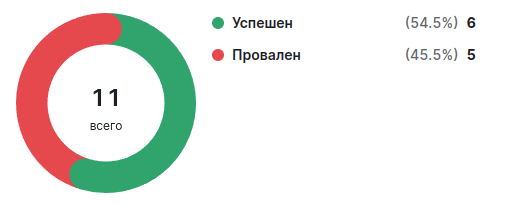 Успешен (54.5%) 6
Провален (45.5%) 5
11
всего